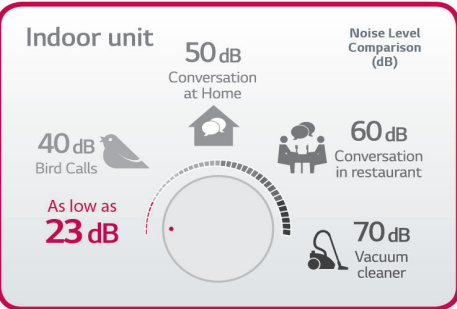 Indoor unit
Noise Level
Comparison
(dB)
50 dB
Conversation
at Home
40 dB
Bird Calls
60 dB
Conversation
in restaurant
As low as
23 dB
70 dB
Vacuum
cleaner